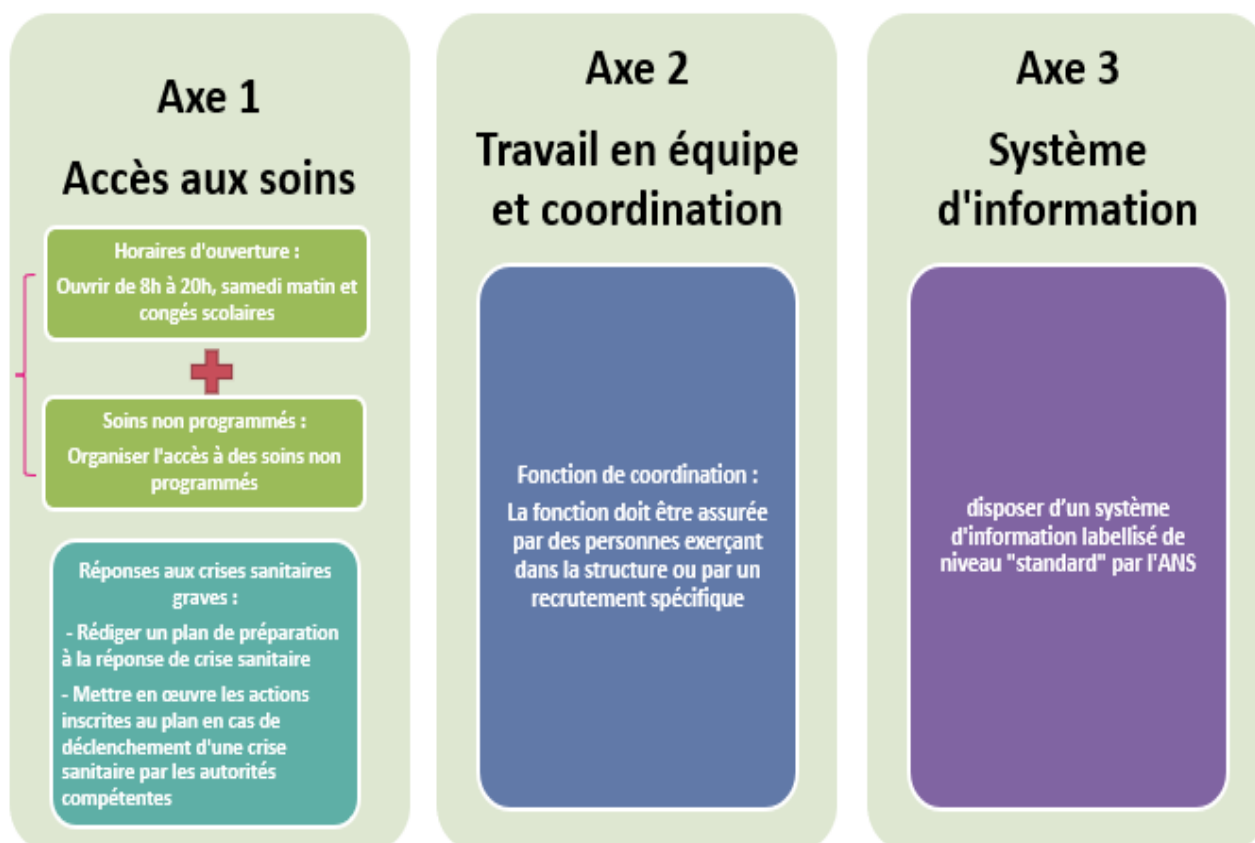 Axe 1
Accès aux soins
Horaires d'ouverture :
Ouvrir de 8h à 20h, samedi matin et
congés scolaires
Soins non programmés :
Organiser l'accès à des soins non
programmés
Réponses aux crises sanitaires
graves :
- Rédiger un plan de préparation
à la réponse de crise sanitaire
- Mettre en œuvre les actions
inscrites au plan en cas de
déclenchement d'une crise
sanitaire par les autorités
compétentes
Axe 2
Travail en équipe
et coordination
Fonction de coordination :
La fonction doit être assurée
par des personnes exerçant
dans la structure ou par un
recrutement spécifique
Axe 3
Système
d'information
disposer d’un système
d'information labellisé de
niveau "standard" par l'ANS